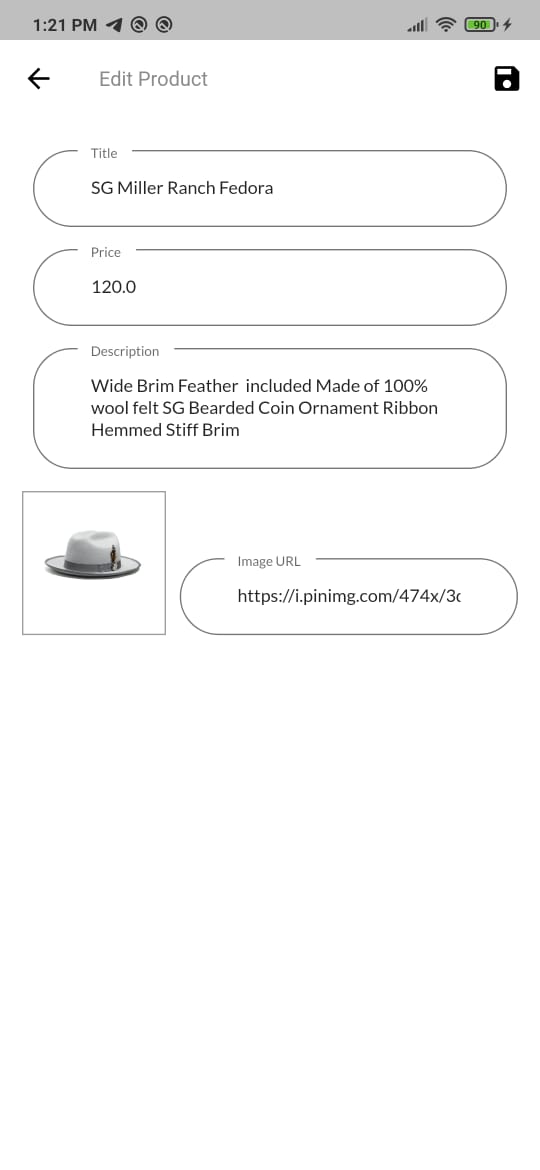 1:21 PM
90
Edit Product
Title
SG Miller Ranch Fedora
Price
120.0
Description
Wide Brim Feather  included Made of 100%
wool felt SG Bearded Coin Ornament Ribbon
Hemmed Stiff Brim
Image URL
https://i.pinimg.com/474x/3